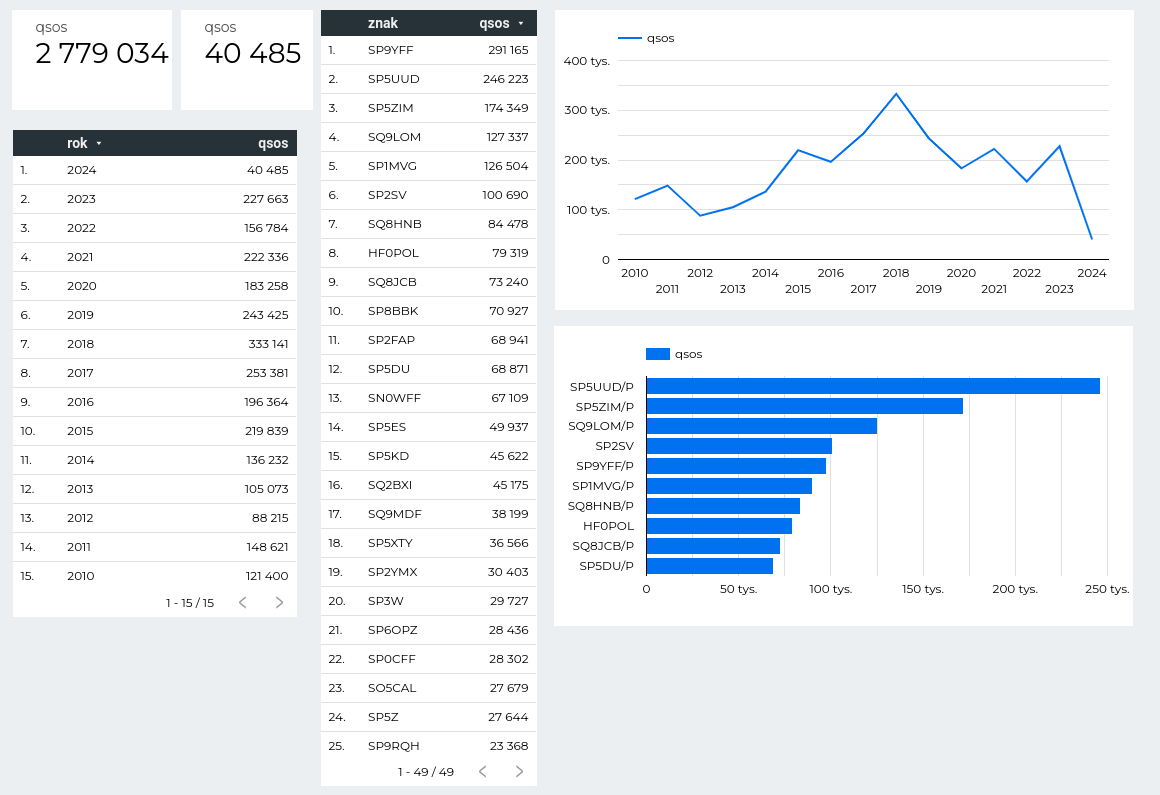 qsos
2 779 034
qsos
40 485
rok qsos
1. 2024 40 485
2. 2023 227 663
3. 2022 156 784
4. 2021 222 336
5. 2020 183 258
6. 2019 243 425
7. 2018 333 141
8. 2017 253 381
9. 2016 196 364
10. 2015 219 839
11. 2014 136 232
12. 2013 105 073
13. 2012 88 215
14. 2011 148 621
15. 2010 121 400
1 - 15 / 15
znak qsos
1. SP9YFF 291 165
2. SP5UUD 246 223
3. SP5ZIM 174 349
4. SQ9LOM 127 337
5. SP1MVG 126 504
6. SP2SV 100 690
7. SQ8HNB 84 478
8. HF0POL 79 319
9. SQ8JCB 73 240
10. SP8BBK 70 927
11. SP2FAP 68 941
12. SP5DU 68 871
13. SN0WFF 67 109
14. SP5ES 49 937
15. SP5KD 45 622
16. SQ2BXI 45 175
17. SQ9MDF 38 199
18. SP5XTY 36 566
19. SP2YMX 30 403
20. SP3W 29 727
21. SP6OPZ 28 436
22. SP0CFF 28 302
23. SO5CAL 27 679
24. SP5Z 27 644
25. SP9RQH 23 368
1 - 49 / 49
qsos
400 tys.
300 tys.
200 tys.
100 tys.
0
2010 2012 2014 2016 2018 2020 2022 2024
2011 2013 2015 2017 2019 2021 2023
qsos
SP5UUD/P
SP5ZIM/P
SQ9LOM/P
SP2SV
SP9YFF/P
SP1MVG/P
SQ8HNB/P
HF0POL
SQ8JCB/P
SP5DU/P
0 50 tys. 100 tys. 150 tys. 200 tys. 250 tys.